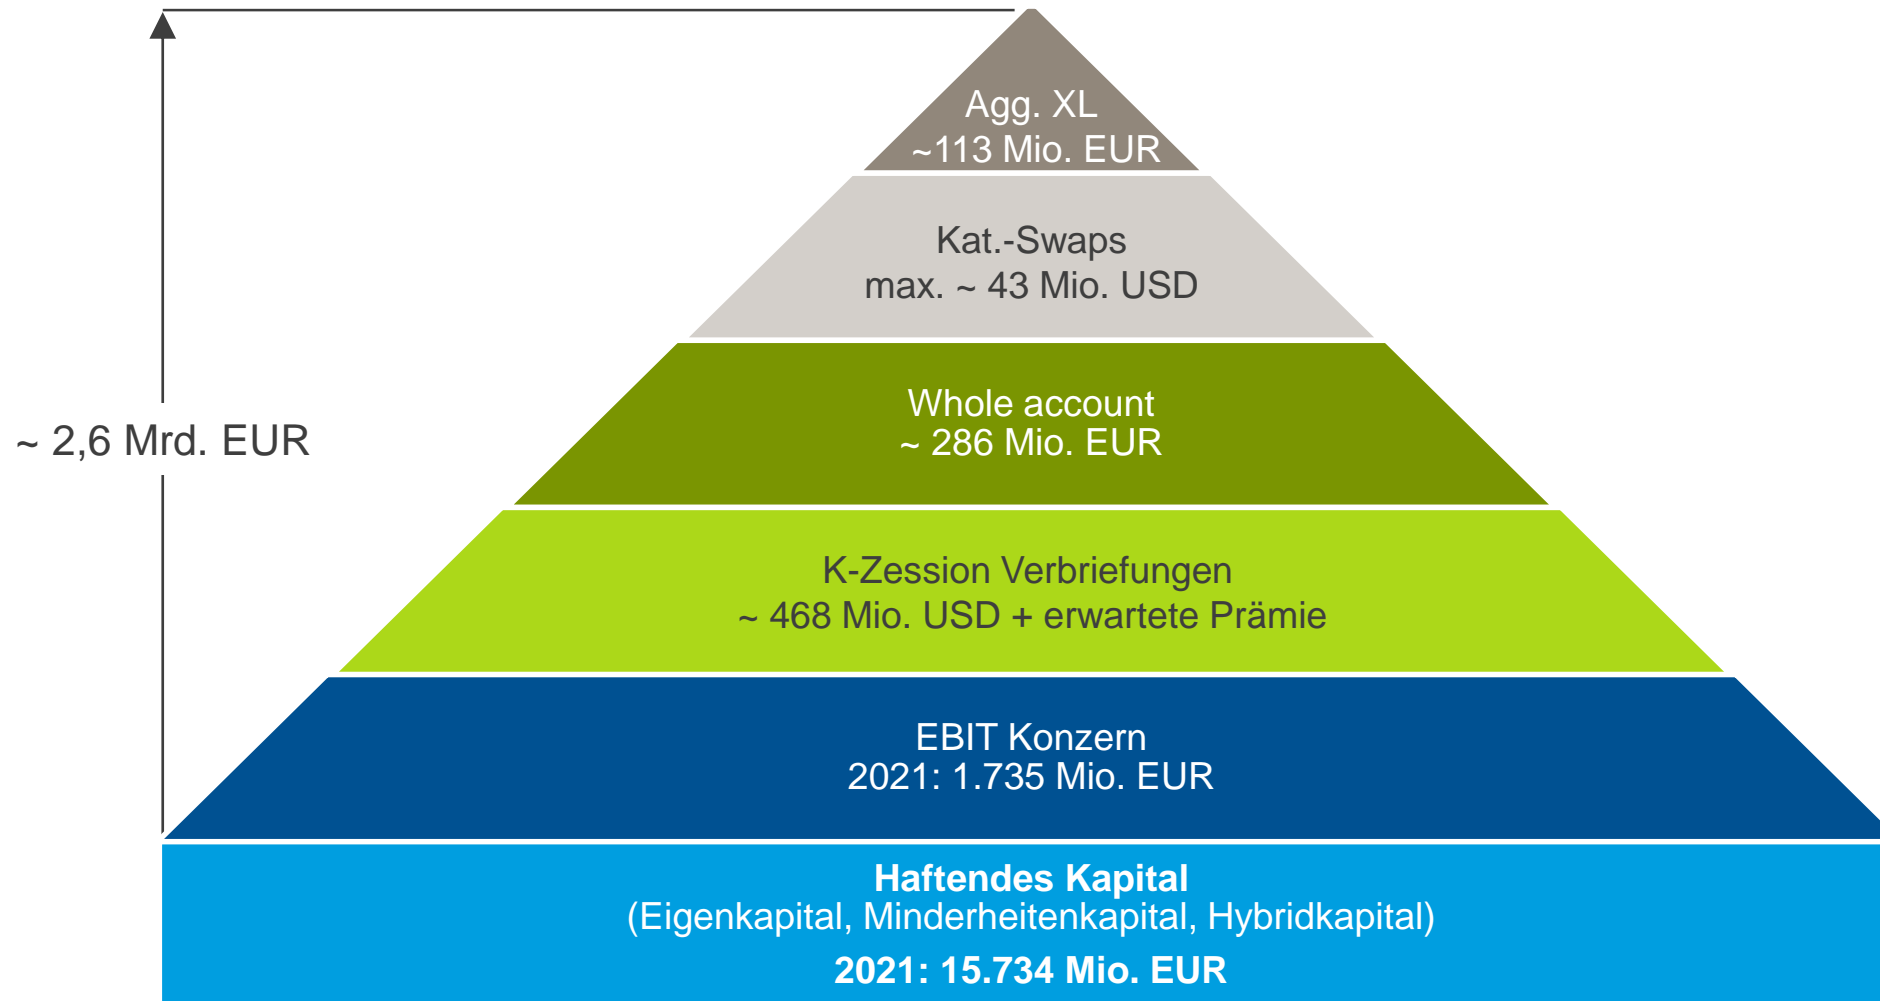 Agg. XL
~113 Mio. EUR
Kat.-Swaps
max. ~ 43 Mio. USD
Whole account
~ 286 Mio. EUR
~ 2,6 Mrd. EUR
K-Zession Verbriefungen
~ 468 Mio. USD + erwartete Prämie
EBIT Konzern
2021: 1.735 Mio. EUR
Haftendes Kapital
(Eigenkapital, Minderheitenkapital, Hybridkapital)
2021: 15.734 Mio. EUR